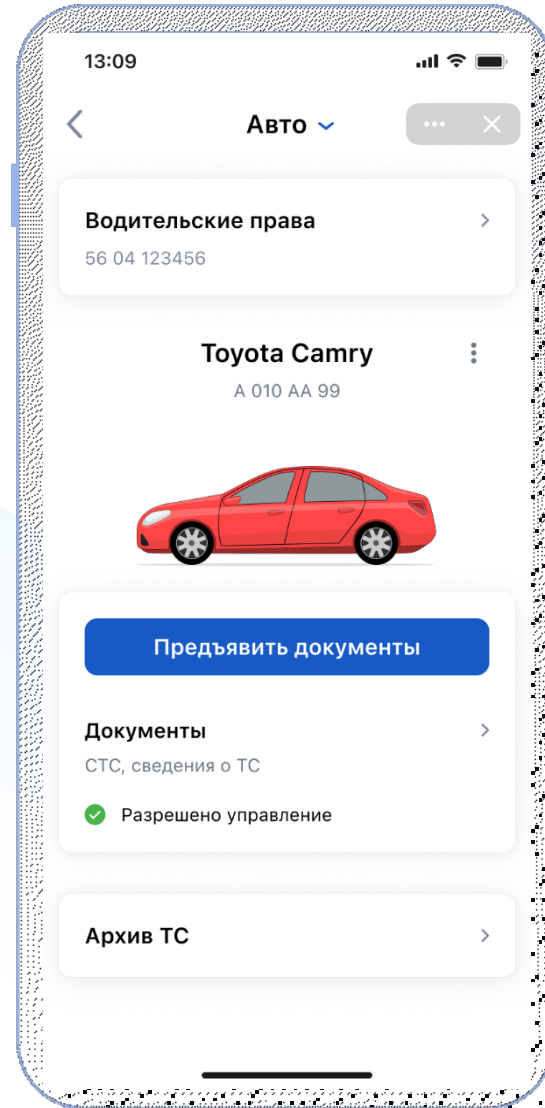 13:09
Авто
Водительские права
56 04 123456
Toyota Camry
А 010 АА 99
Предъявить документы
Документы
СТС, сведения о ТС
Разрешено управление
Архив ТС